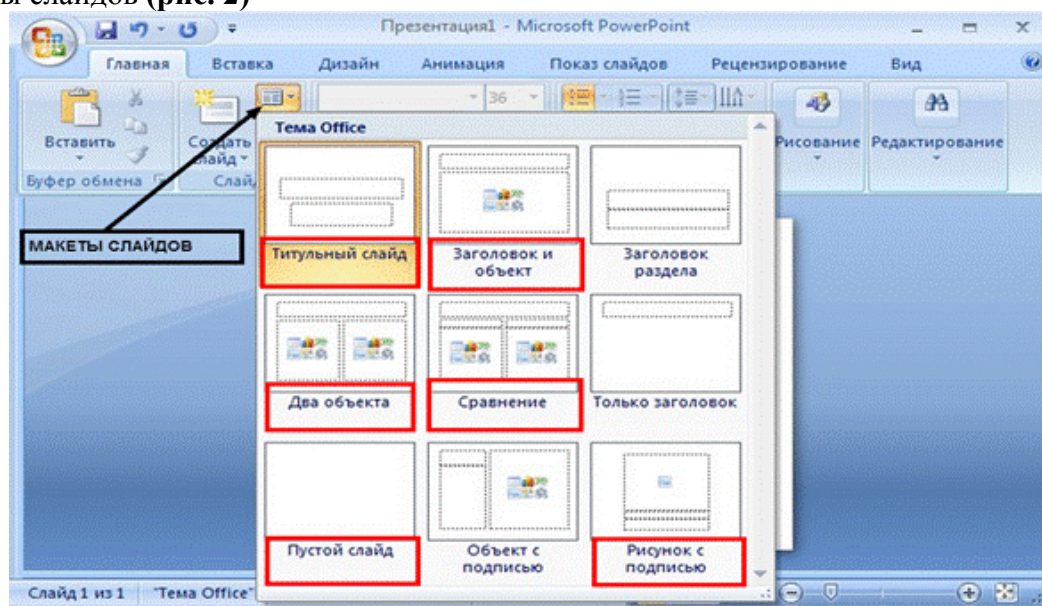 ы слайдов (рис. 2)
Презентация1 - Microsoft PowerPoint
Главная Вставка Дизайн Анимация Показ слайдов Рецензирование Вид
36
Вставить Создать слайд Рисование Редактирование
Буфер обмена
Тема Office
МАКЕТЫ СЛАЙДОВ
Титульный слайд Заголовок и объект Заголовок раздела
Два объекта Сравнение Только заголовок
Пустой слайд Объект с подписью Рисунок с подписью
Слайд 1 из 1 "Тема Office"